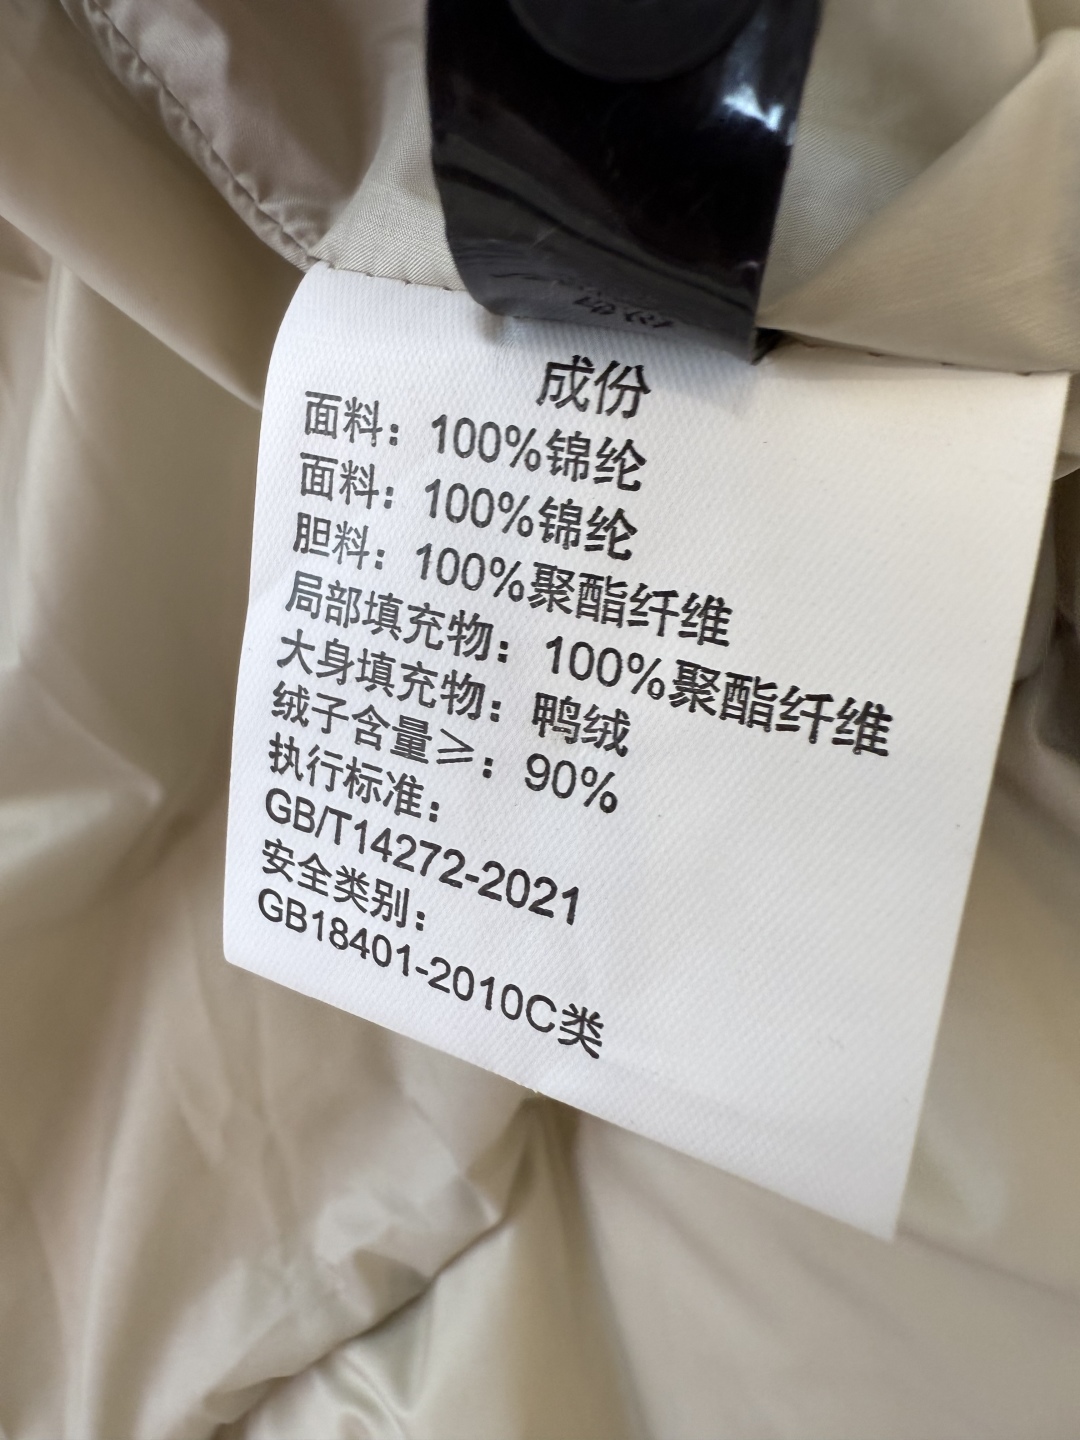 成份
面料：100%锦纶
面料：100%锦纶
胆料：100%聚酯纤维
局部填充物：100%聚酯纤维
大身填充物：鸭绒
绒子含量≥：90%
执行标准：
GB/T14272-2021
安全类别：
GB18401-2010C类